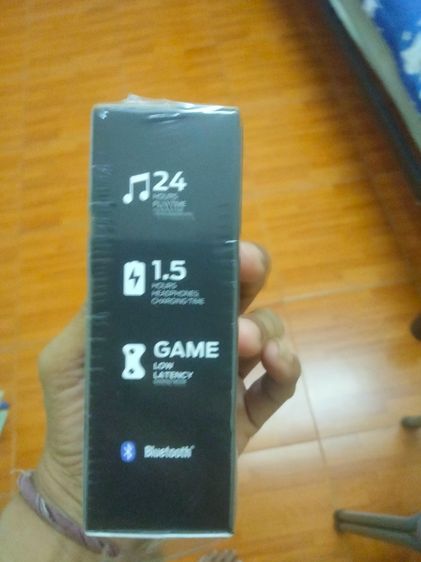 24
HOURS
PLAYTIME
1.5
HOURS
HEADPHONES
CHARGING TIME
GAME
LOW
LATENCY
Bluetooth®